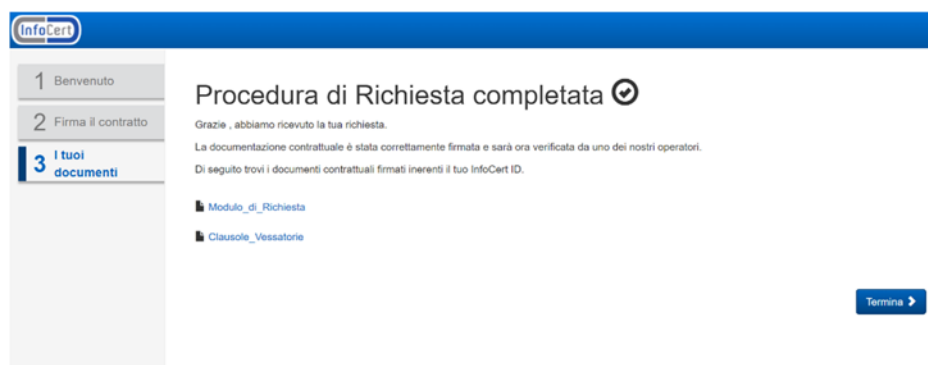 InfoCert
1 Benvenuto
2 Firma il contratto
3 I tuoi
documenti
Procedura di Richiesta completata
Grazie , abbiamo ricevuto la tua richiesta.
La documentazione contrattuale è stata correttamente firmata e sarà ora verificata da uno dei nostri operatori.
Di seguito trovi i documenti contrattuali firmati inerenti il tuo InfoCert ID.
Modulo_di_Richiesta
Clausole_Vessatorie
Termina